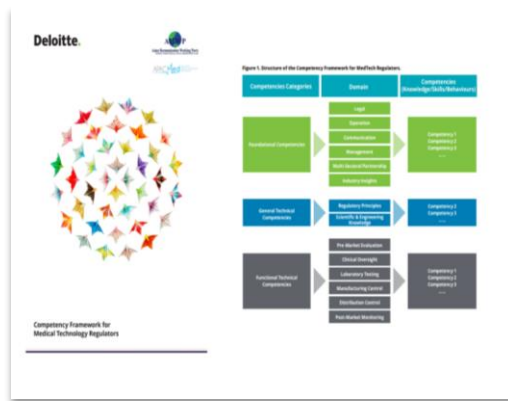 Deloitte.
Competency Framework for
Medical Technology Regulators
Figure 1. Structure of the Competency Framework for MedTech Regulators.
Competencies Categories
Domain
Competencies
(Knowledge/Skills/Behaviours)
Foundational Competencies
Legal
Operation
Communication
Management
Multi-Sectoral Partnership
Industry Insights
Competency 1
Competency 2
Competency 3
....
General Technical
Competencies
Regulatory Principles
Scientific & Engineering
Knowledge
Competency 2
Competency 3
....
Functional Technical
Competencies
Pre-Market Evaluation
Clinical Oversight
Laboratory Testing
Manufacturing Control
Distribution Control
Post-Market Monitoring
Competency 1
Competency 2
Competency 3
....